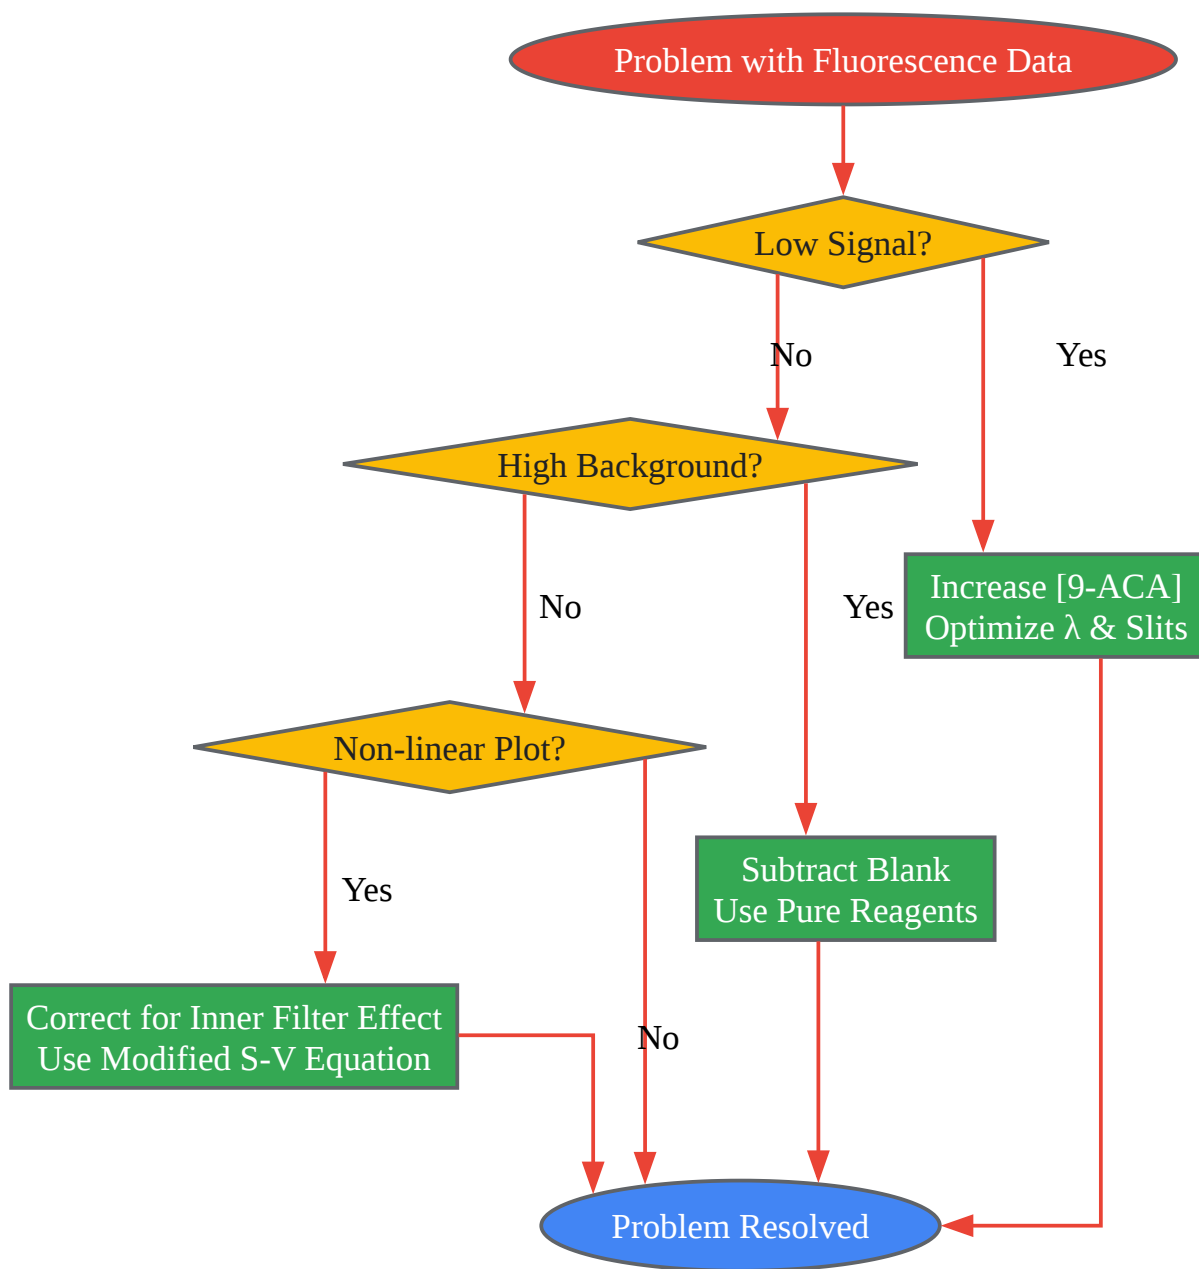 Problem with Fluorescence Data
Low Signal?
No
Yes
High Background?
Increase [9-ACA]
Optimize λ & Slits
No
Yes
Non-linear Plot?
Subtract Blank
Use Pure Reagents
Yes
Correct for Inner Filter Effect
Use Modified S-V Equation
No
Problem Resolved